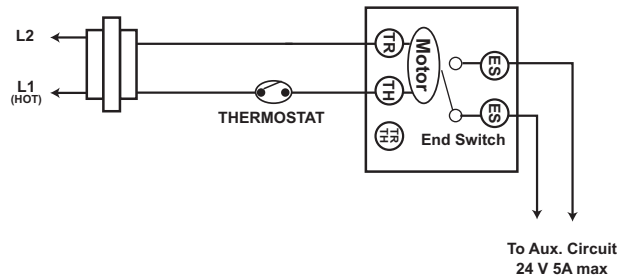 L2
L1
(HOT)
THERMOSTAT
TR
TH
TR
TH
Motor
ES
ES
End Switch
To Aux. Circuit
24 V 5A max